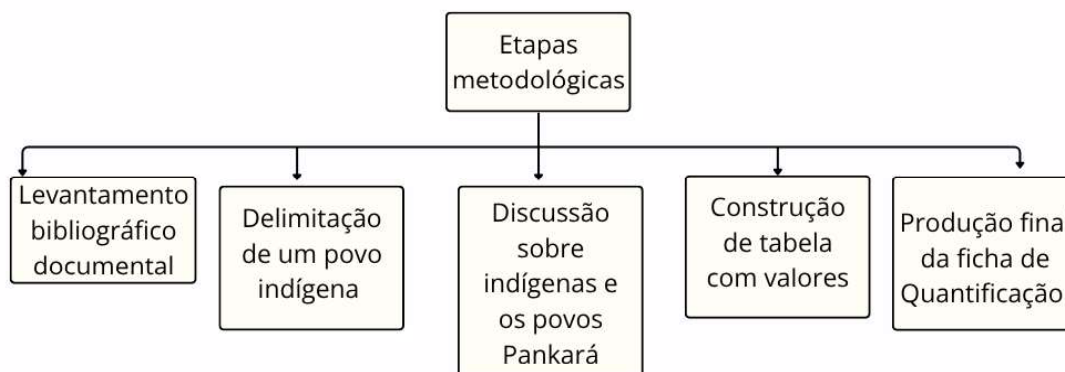 Etapas
metodológicas
Levantamento
bibliográfico
documental
Delimitação
de um povo
indígena
Discussão
sobre
indígenas e
os povos
Pankará
Construção
de tabela
com valores
Produção fina
da ficha de
Quantificação